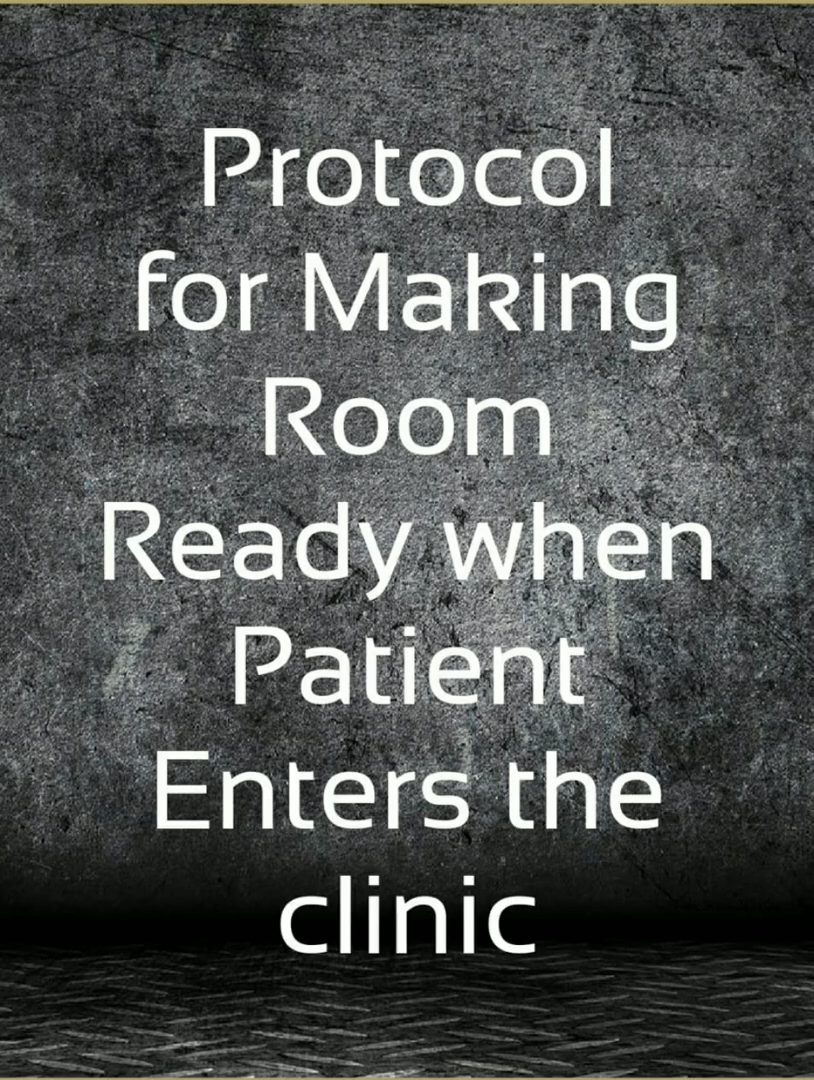 Protocol
for Making
Room
Ready when
Patient
Enters the
clinic